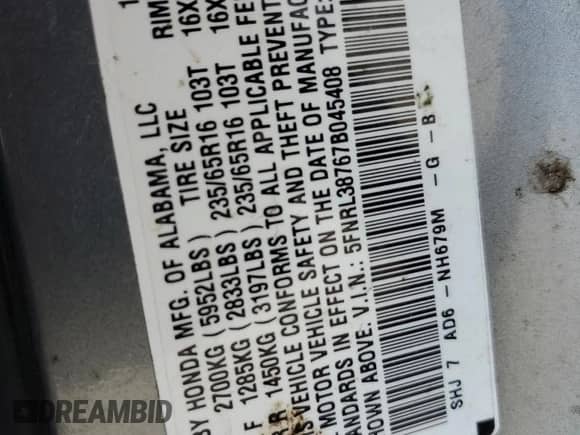 BY HONDA MFG. OF ALABAMA, LLC
TIRE SIZE RIM
2700KG (5952LBS)
F 1285KG (2833LBS) 235/65R16 103T 16X
1450KG (3197LBS) 235/65R16 103T 16X
VEHICLE CONFORMS TO ALL APPLICABLE FE
MOTOR VEHICLE SAFETY AND THEFT PREVENT
ANDARDS IN EFFECT ON THE DATE OF MANUFAC
OWN ABOVE. V.I.N.: 5FNRL38767B045408 TYPE:
SHJ 7 AD6 - NH679M - G - B
DREAMBID